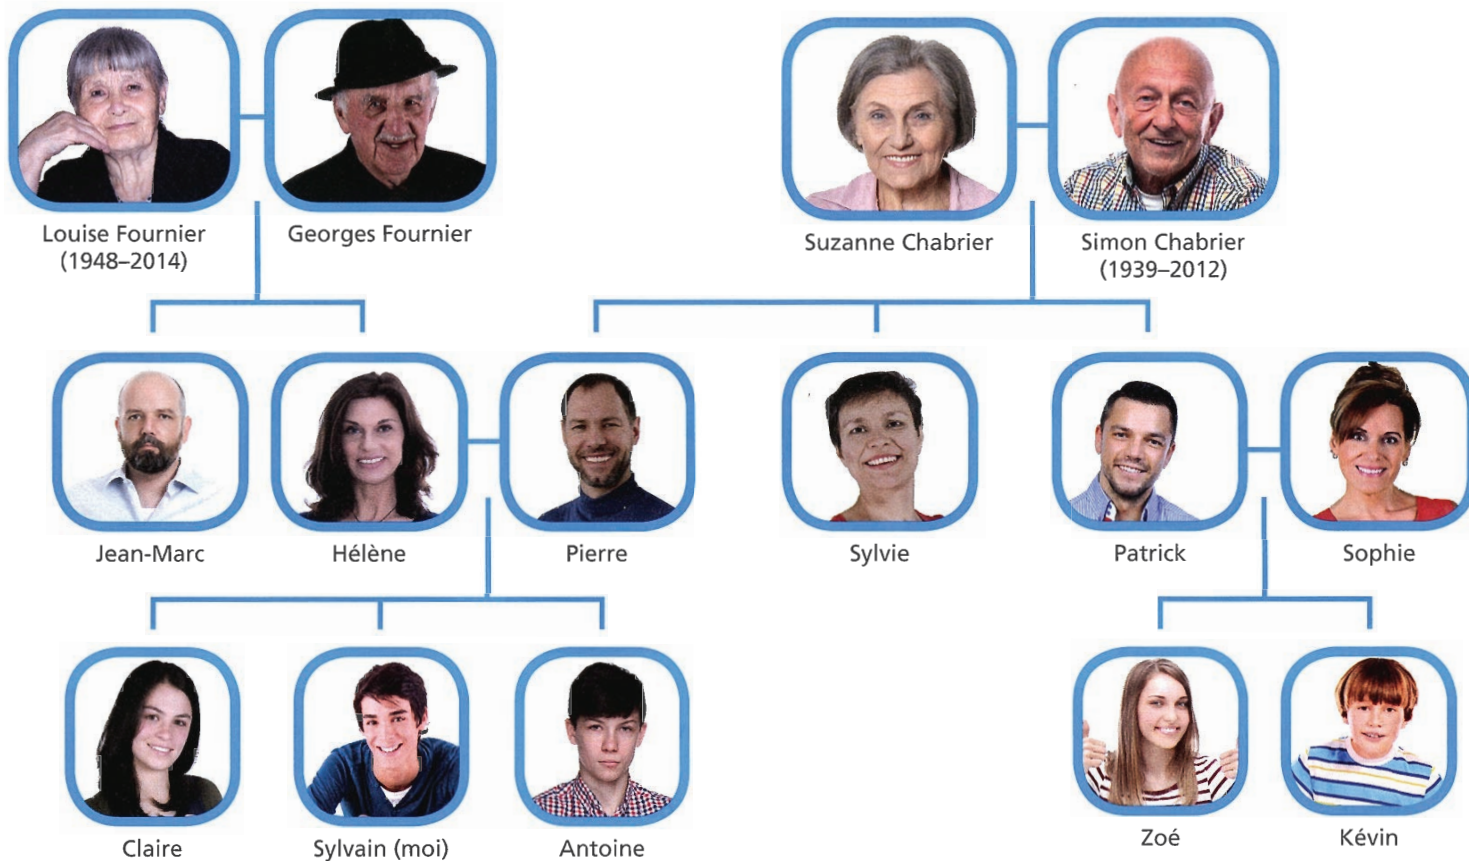 Louise Fournier
(1948–2014)
Georges Fournier
Suzanne Chabrier
Simon Chabrier
(1939–2012)
Jean-Marc
Hélène
Pierre
Sylvie
Patrick
Sophie
Claire
Sylvain (moi)
Antoine
Zoé
Kévin